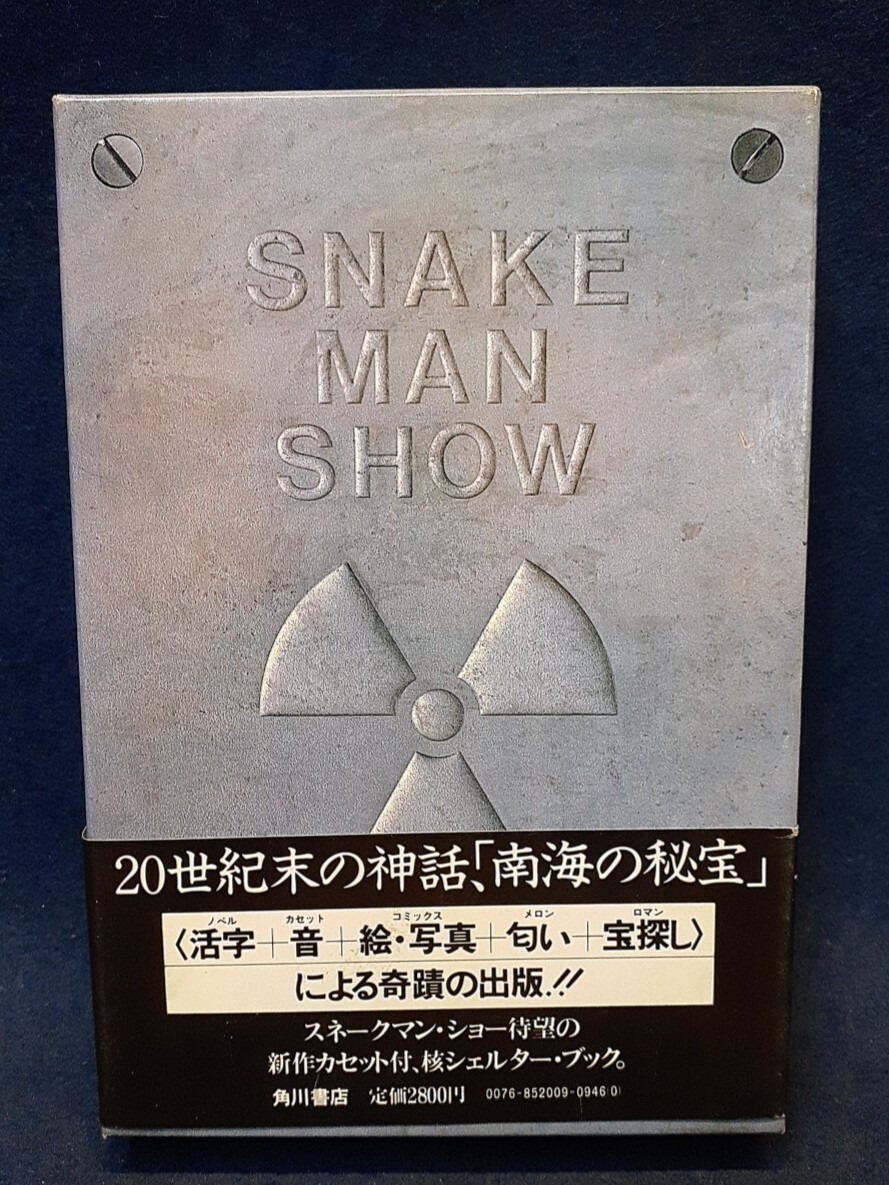 SNAKE
MAN
SHOW
20世紀末の神話、「南海の秘宝」
ノベル カセット コミックス メロン ロマン
〈活字+音+絵・写真+匂い+宝探し〉
による奇蹟の出版.!!
スネークマン・ショー待望の
新作カセット付、核シェルター・ブック。
角川書店 定価2800円 0076-852009-0946(0)